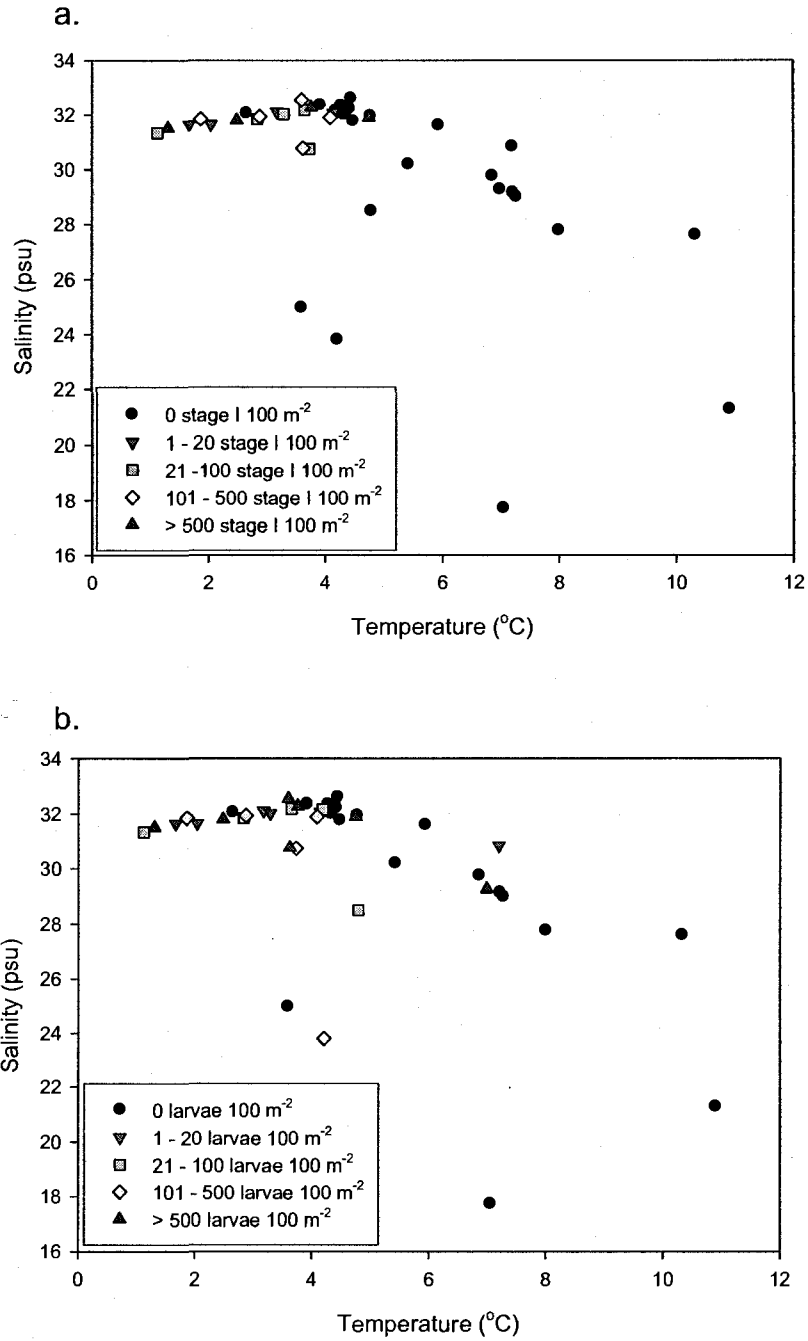 a.
34
32
30
28
26
24
22
20
18
16
Salinity (psu)
0 stage I 100 m⁻²
1 - 20 stage I 100 m⁻²
21 -100 stage I 100 m⁻²
101 - 500 stage I 100 m⁻²
> 500 stage I 100 m⁻²
0 2 4 6 8 10 12
Temperature (°C)
b.
34
32
30
28
26
24
22
20
18
16
Salinity (psu)
0 larvae 100 m⁻²
1 - 20 larvae 100 m⁻²
21 - 100 larvae 100 m⁻²
101 - 500 larvae 100 m⁻²
> 500 larvae 100 m⁻²
0 2 4 6 8 10 12
Temperature (°C)